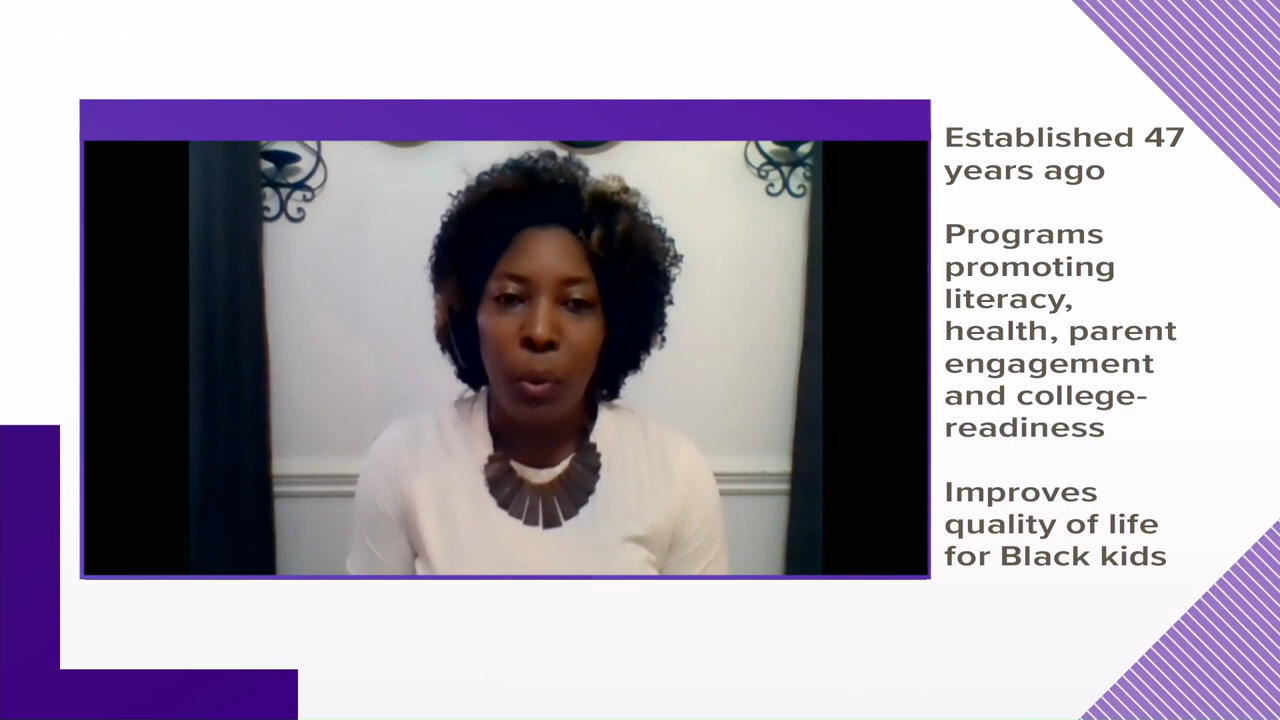 Established 47
years ago
Programs
promoting
literacy,
health, parent
engagement
and college-
readiness
Improves
quality of life
for Black kids